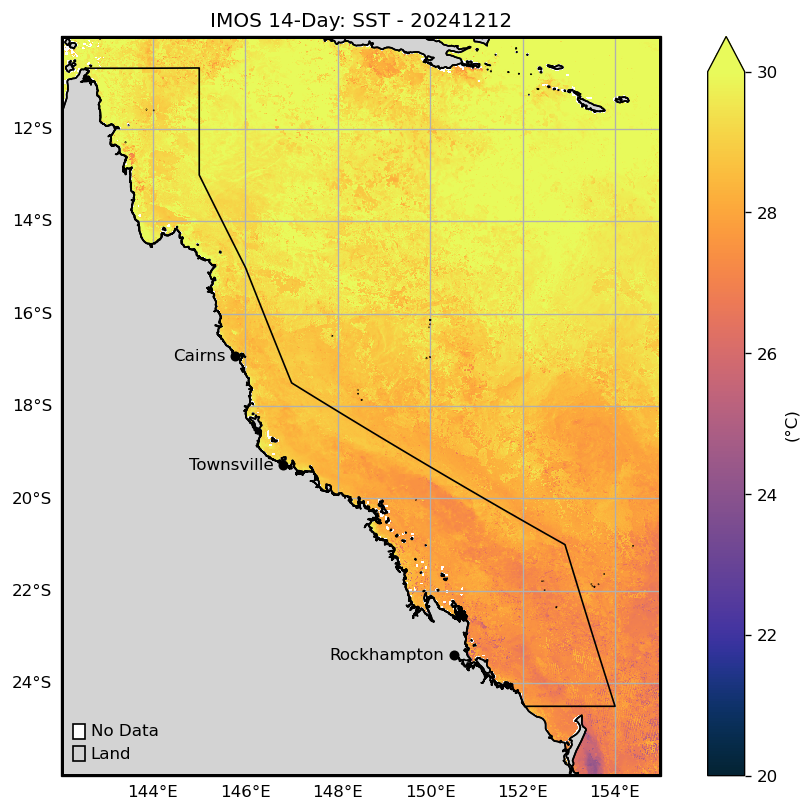 IMOS 14-Day: SST - 20241212
12°S
14°S
16°S
18°S
20°S
22°S
24°S
Cairns
Townsville
Rockhampton
No Data
Land
144°E
146°E
148°E
150°E
152°E
154°E
30
28
26
24
22
20
(°C)